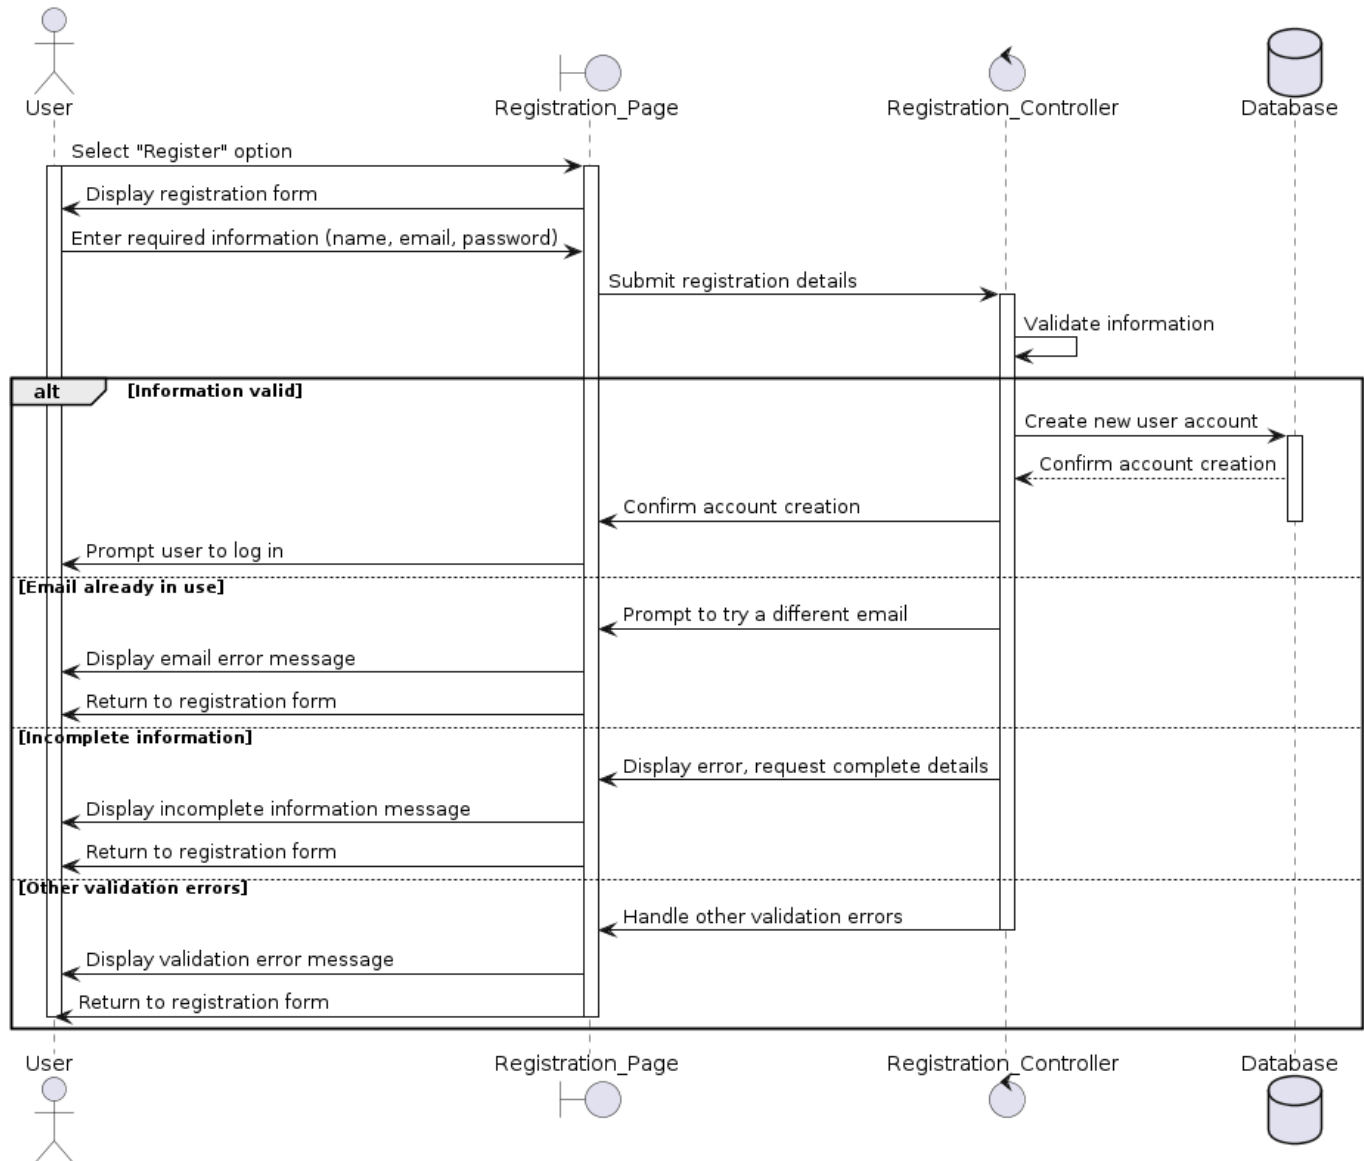 User
Registration_Page
Registration_Controller
Database
Select "Register" option
Display registration form
Enter required information (name, email, password)
Submit registration details
Validate information
alt
[Information valid]
Create new user account
Confirm account creation
Confirm account creation
Prompt user to log in
[Email already in use]
Prompt to try a different email
Display email error message
Return to registration form
[Incomplete information]
Display error, request complete details
Display incomplete information message
Return to registration form
[Other validation errors]
Handle other validation errors
Display validation error message
Return to registration form
User
Registration_Page
Registration_Controller
Database